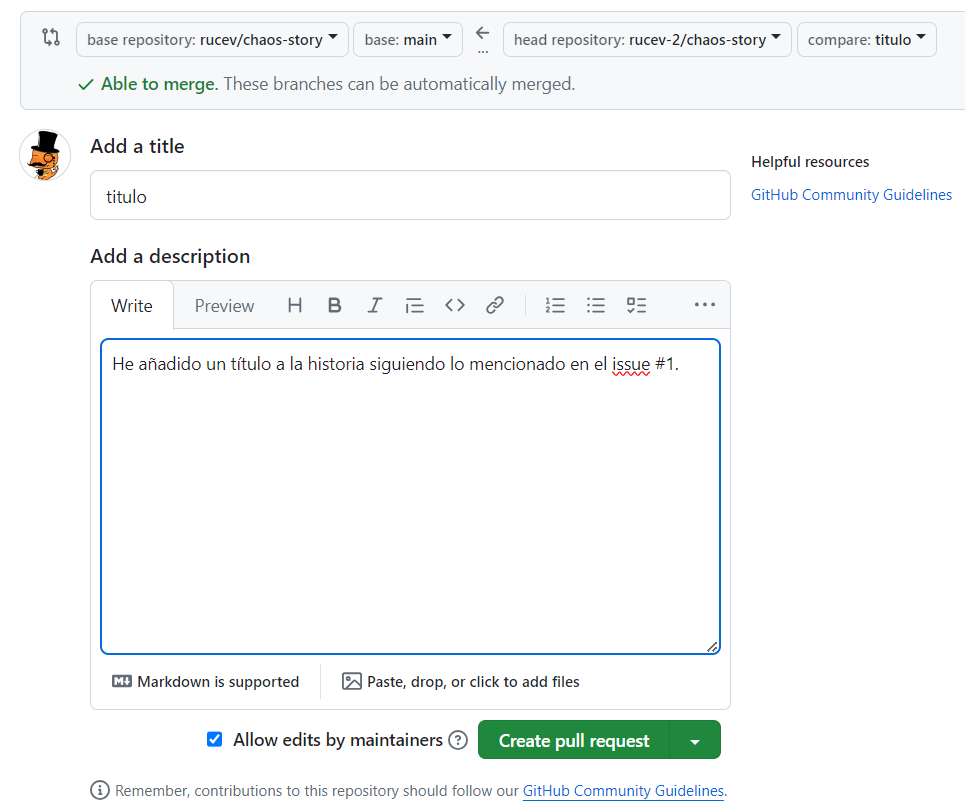 base repository: rucev/chaos-story base: main ... head repository: rucev-2/chaos-story compare: titulo
Able to merge. These branches can be automatically merged.
Add a title
titulo
Helpful resources
GitHub Community Guidelines
Add a description
Write Preview H B I
He añadido un título a la historia siguiendo lo mencionado en el issue #1.
Markdown is supported Paste, drop, or click to add files
Allow edits by maintainers Create pull request
Remember, contributions to this repository should follow our GitHub Community Guidelines.